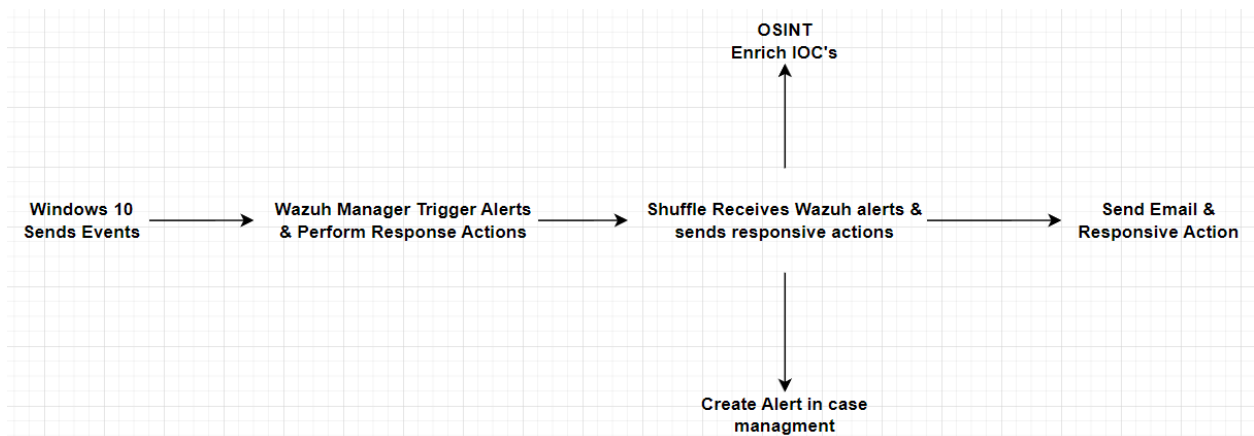 OSINT
Enrich IOC's
Windows 10
Sends Events
Wazuh Manager Trigger Alerts
& Perform Response Actions
Shuffle Receives Wazuh alerts &
sends responsive actions
Send Email &
Responsive Action
Create Alert in case
managment